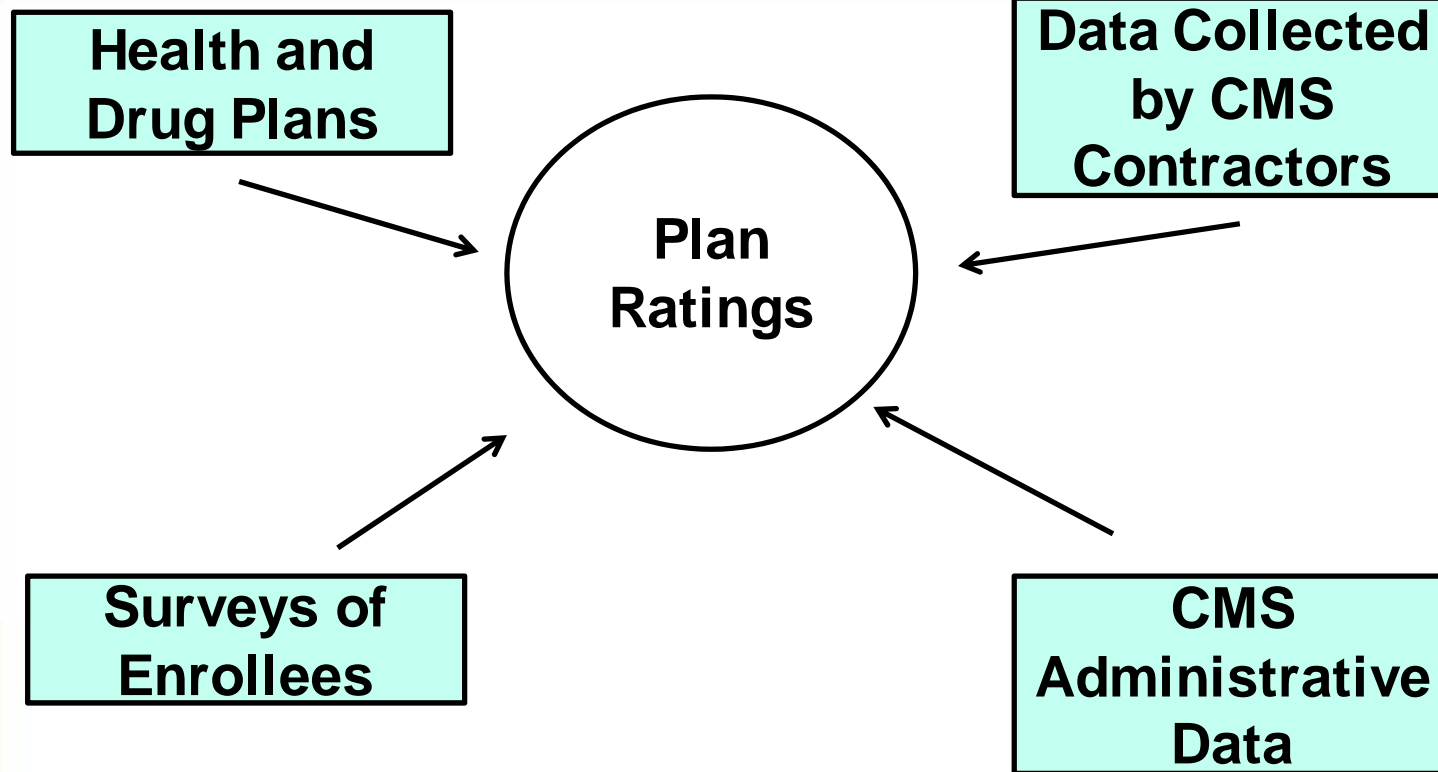 Health and
Drug Plans
Data Collected
by CMS
Contractors
Plan
Ratings
Surveys of
Enrollees
CMS
Administrative
Data